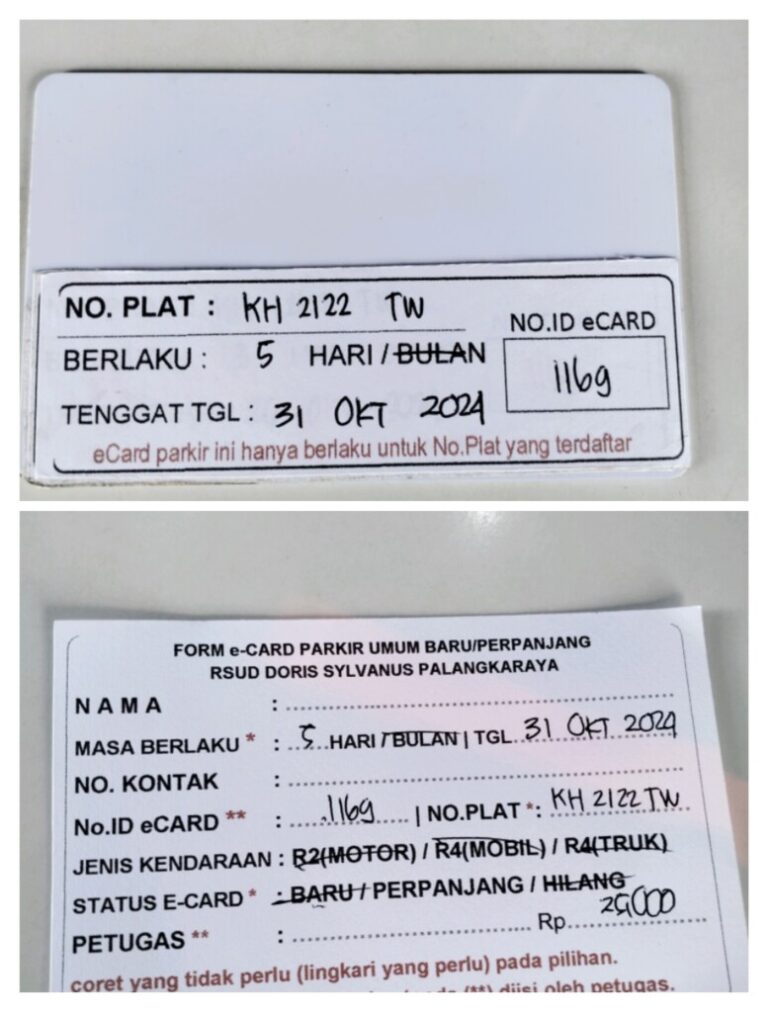 NO. PLAT : KH 2122 TW
NO.ID eCARD
BERLAKU : 5 HARI / BULAN
1169
TENGGAT TGL : 31 OKT 2024
eCard parkir ini hanya berlaku untuk No.Plat yang terdaftar
FORM e-CARD PARKIR UMUM BARU/PERPANJANG
RSUD DORIS SYLVANUS PALANGKARAYA
NAMA :
MASA BERLAKU * : 5 HARI / BULAN | TGL. 31 OKT 2024
NO. KONTAK :
No.ID eCARD ** : 1169 | NO.PLAT *: KH 2122 TW
JENIS KENDARAAN : R2(MOTOR) / R4(MOBIL) / R4(TRUK)
STATUS E-CARD * : BARU / PERPANJANG / HILANG
PETUGAS ** : Rp. 25000
coret yang tidak perlu (lingkari yang perlu) pada pilihan.
(**) diisi oleh petugas.